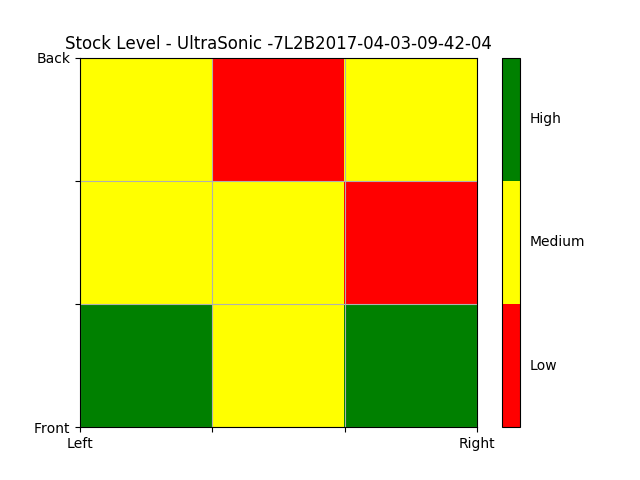 Stock Level - UltraSonic -7L2B2017-04-03-09-42-04
Back
High
Medium
Low
Front
Left
Right